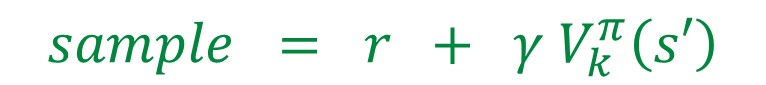 sample = r + γ V_k^π(s′)